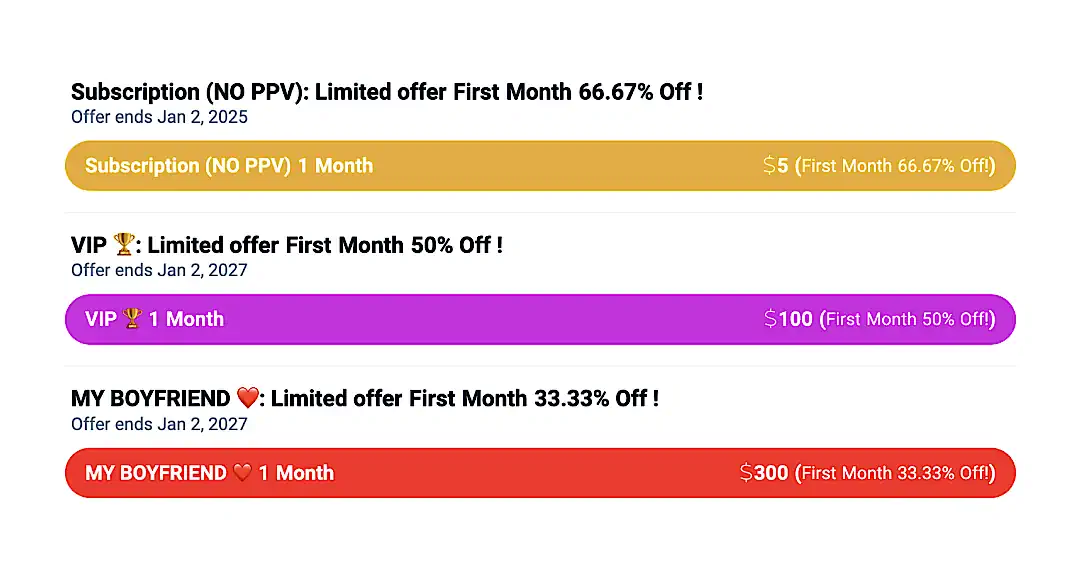 Subscription (NO PPV): Limited offer First Month 66.67% Off !
Offer ends Jan 2, 2025
Subscription (NO PPV) 1 Month $5 (First Month 66.67% Off!)
VIP 🏆: Limited offer First Month 50% Off !
Offer ends Jan 2, 2027
VIP 🏆 1 Month $100 (First Month 50% Off!)
MY BOYFRIEND ❤️: Limited offer First Month 33.33% Off !
Offer ends Jan 2, 2027
MY BOYFRIEND ❤️ 1 Month $300 (First Month 33.33% Off!)